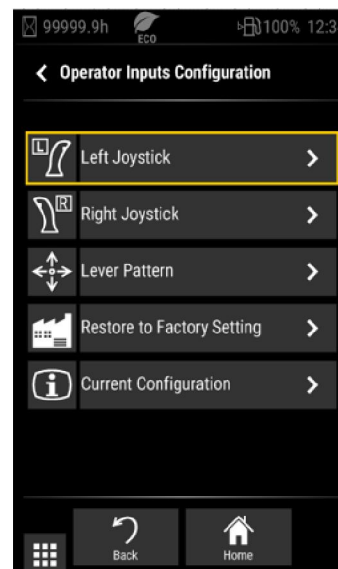 99999.9h ECO 100% 12:3
Operator Inputs Configuration
L Left Joystick
R Right Joystick
Lever Pattern
Restore to Factory Setting
i Current Configuration
Back Home